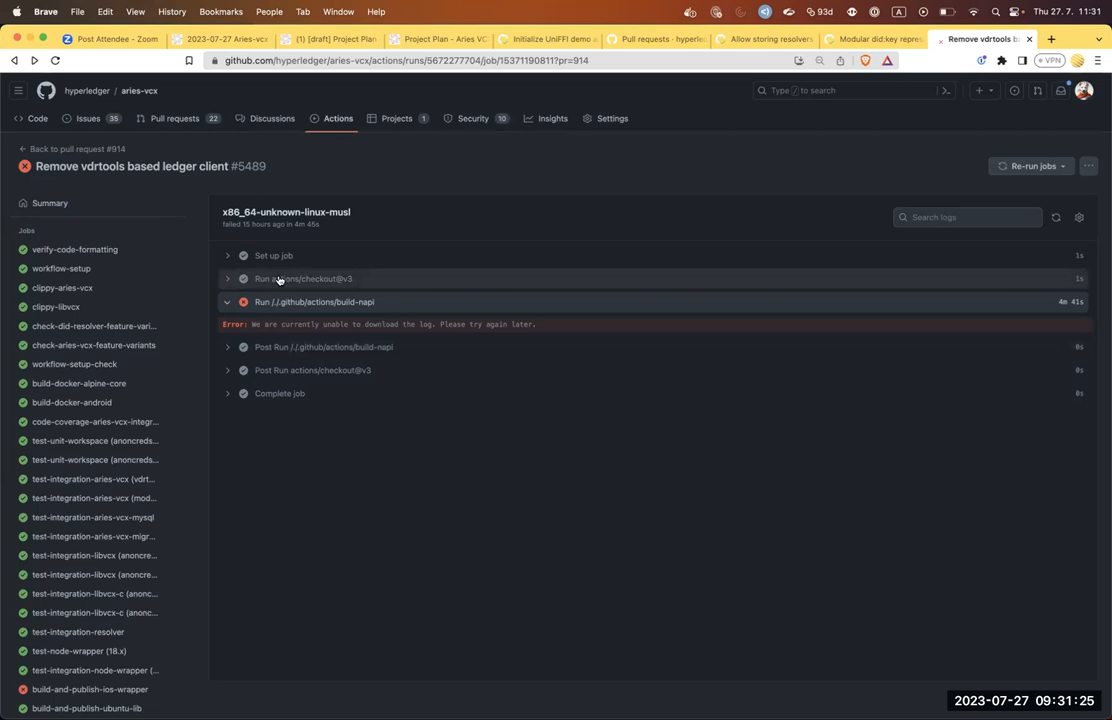 Brave File Edit View History Bookmarks People Tab Window Help 93d A Thu 27. 7. 11:31
Post Attendee - Zoom 2023-07-27 Aries-vcx (1) [draft] Project Plan Project Plan - Aries VC Initialize UniFFI demo a Pull requests · hyperle Allow storing resolvers Modular did:key repres Remove vdrtools ba
github.com/hyperledger/aries-vcx/actions/runs/5672277704/job/15371190811?pr=914 VPN
hyperledger / aries-vcx Type / to search
Code Issues 35 Pull requests 22 Discussions Actions Projects 1 Security 10 Insights Settings
← Back to pull request #914
Remove vdrtools based ledger client #5489 Re-run jobs
Summary
Jobs
verify-code-formatting
workflow-setup
clippy-aries-vcx
clippy-libvcx
check-did-resolver-feature-vari...
check-aries-vcx-feature-variants
workflow-setup-check
build-docker-alpine-core
build-docker-android
code-coverage-aries-vcx-integr...
test-unit-workspace (anoncreds...
test-unit-workspace (anoncreds...
test-integration-aries-vcx (vdrt...
test-integration-aries-vcx (mod...
test-integration-aries-vcx-mysql
test-integration-aries-vcx-migr...
test-integration-libvcx (anoncre...
test-integration-libvcx (anoncre...
test-integration-libvcx-c (anonc...
test-integration-libvcx-c (anonc...
test-integration-resolver
test-node-wrapper (18.x)
test-integration-node-wrapper (...
build-and-publish-ios-wrapper
build-and-publish-ubuntu-lib
x86_64-unknown-linux-musl
failed 15 hours ago in 4m 45s
Search logs
Set up job 1s
Run actions/checkout@v3 1s
Run /./.github/actions/build-napi 4m 41s
Error: We are currently unable to download the log. Please try again later.
Post Run /./.github/actions/build-napi 0s
Post Run actions/checkout@v3 0s
Complete job 0s
2023-07-27 09:31:25